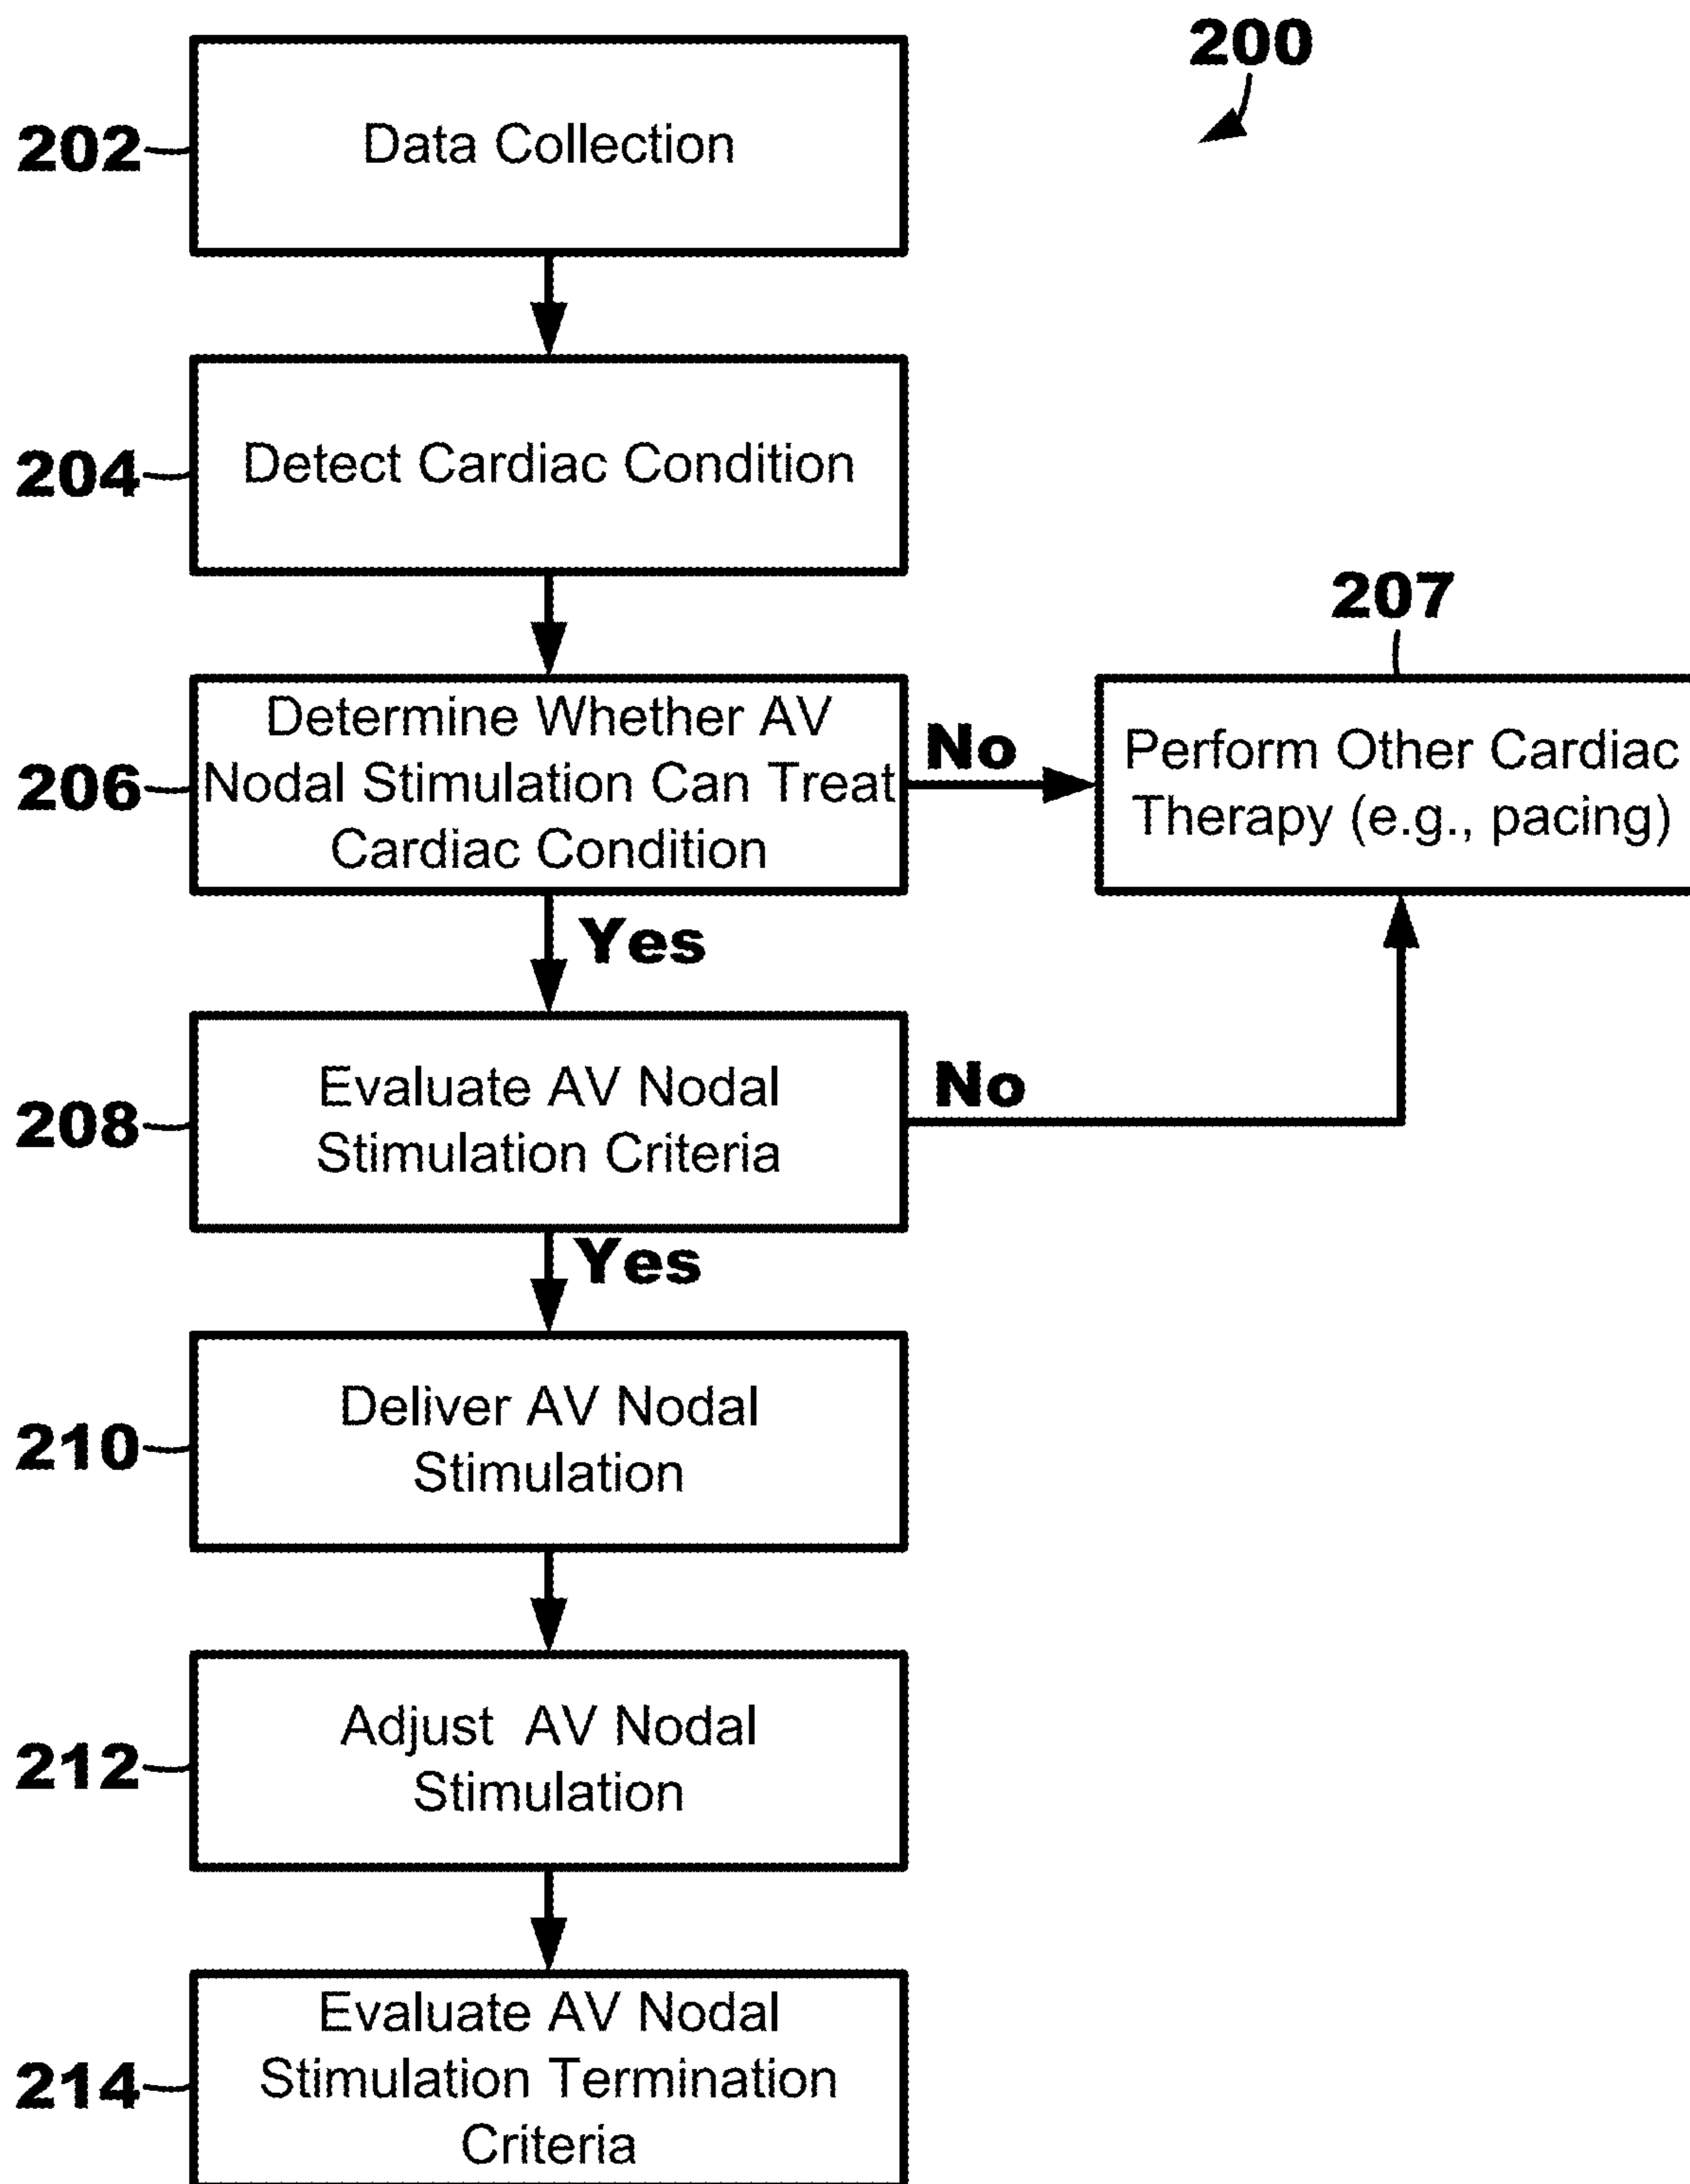 200
202
Data Collection
204
Detect Cardiac Condition
207
206
Determine Whether AV
Nodal Stimulation Can Treat
Cardiac Condition
No
Perform Other Cardiac
Therapy (e.g., pacing)
Yes
208
Evaluate AV Nodal
Stimulation Criteria
No
Yes
210
Deliver AV Nodal
Stimulation
212
Adjust  AV Nodal
Stimulation
214
Evaluate AV Nodal
Stimulation Termination
Criteria